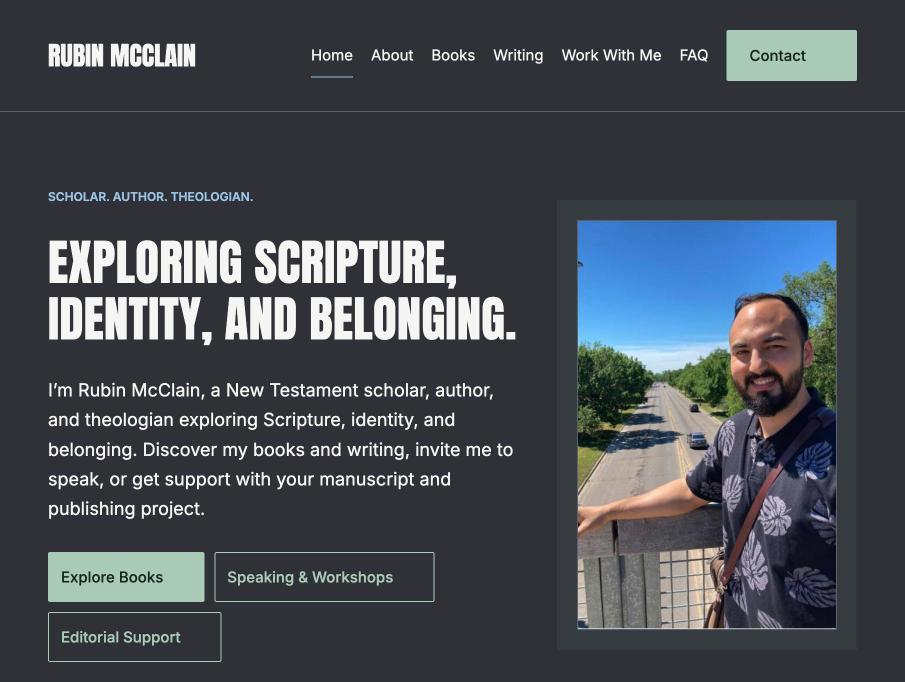 RUBIN MCCLAIN
Home About Books Writing Work With Me FAQ Contact
SCHOLAR. AUTHOR. THEOLOGIAN.
EXPLORING SCRIPTURE,
IDENTITY, AND BELONGING.
I’m Rubin McClain, a New Testament scholar, author,
and theologian exploring Scripture, identity, and
belonging. Discover my books and writing, invite me to
speak, or get support with your manuscript and
publishing project.
Explore Books Speaking & Workshops
Editorial Support